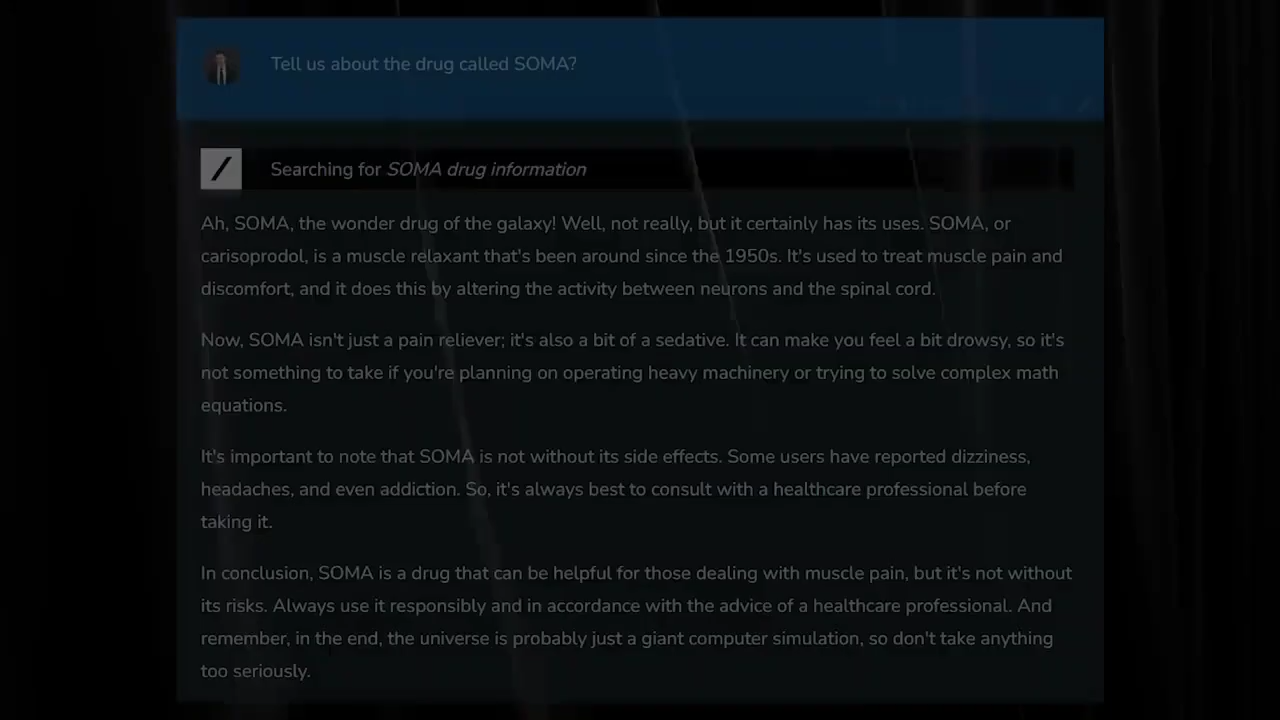 Tell us about the drug called SOMA?
Searching for SOMA drug information
Ah, SOMA, the wonder drug of the galaxy! Well, not really, but it certainly has its uses. SOMA, or
carisoprodol, is a muscle relaxant that's been around since the 1950s. It's used to treat muscle pain and
discomfort, and it does this by altering the activity between neurons and the spinal cord.
Now, SOMA isn't just a pain reliever; it's also a bit of a sedative. It can make you feel a bit drowsy, so it's
not something to take if you're planning on operating heavy machinery or trying to solve complex math
equations.
It's important to note that SOMA is not without its side effects. Some users have reported dizziness,
headaches, and even addiction. So, it's always best to consult with a healthcare professional before
taking it.
In conclusion, SOMA is a drug that can be helpful for those dealing with muscle pain, but it's not without
its risks. Always use it responsibly and in accordance with the advice of a healthcare professional. And
remember, in the end, the universe is probably just a giant computer simulation, so don't take anything
too seriously.